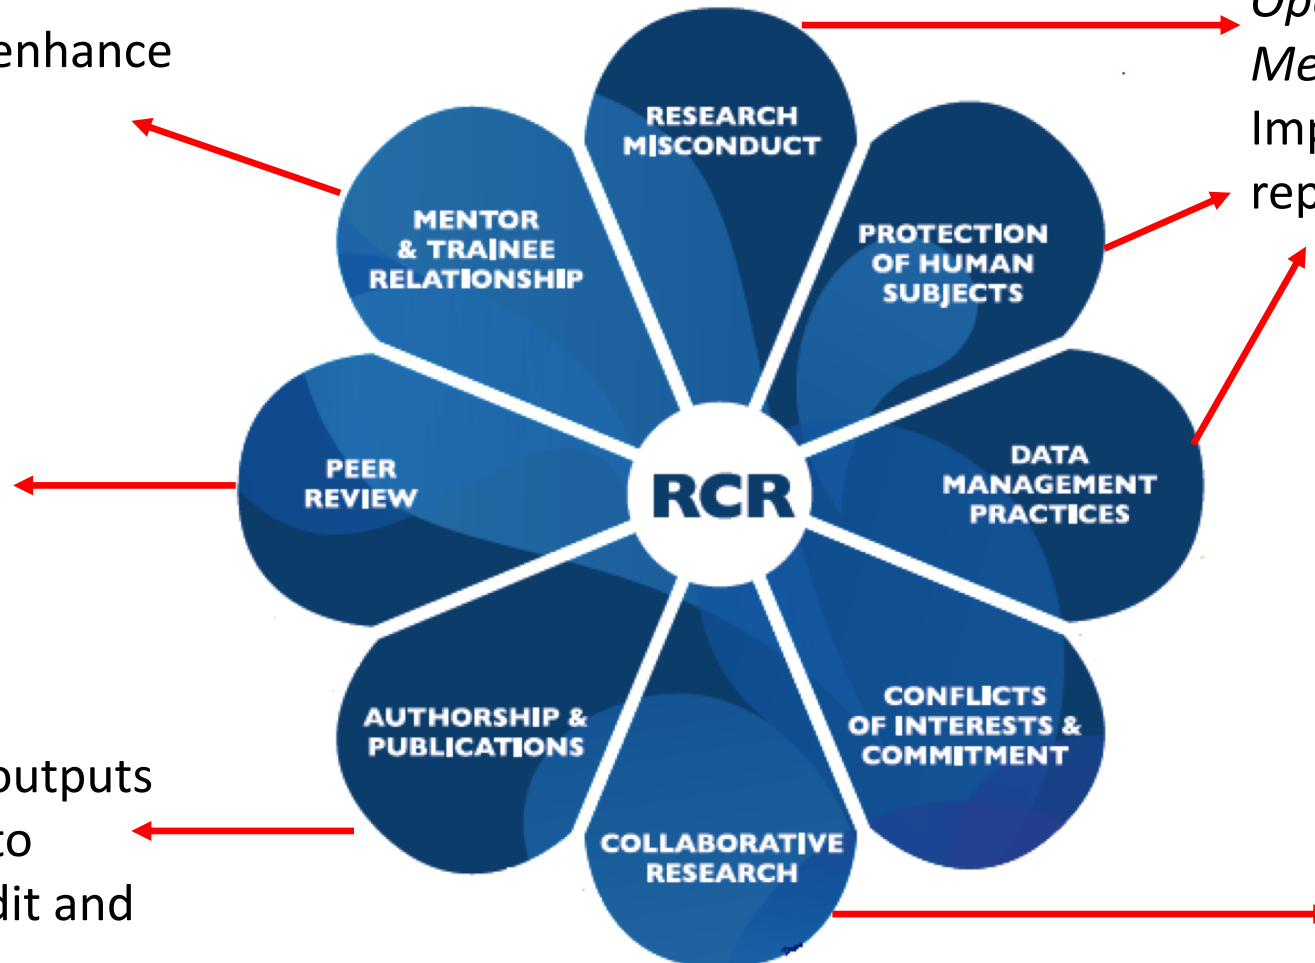 enhance
Me
Imp
rep
RESEARCH
MISCONDUCT
MENTOR
& TRAINEE
RELATIONSHIP
PROTECTION
OF HUMAN
SUBJECTS
PEER
REVIEW
RCR
DATA
MANAGEMENT
PRACTICES
AUTHORSHIP &
PUBLICATIONS
CONFLICTS
OF INTERESTS &
COMMITMENT
COLLABORATIVE
RESEARCH
outputs
to
dit and